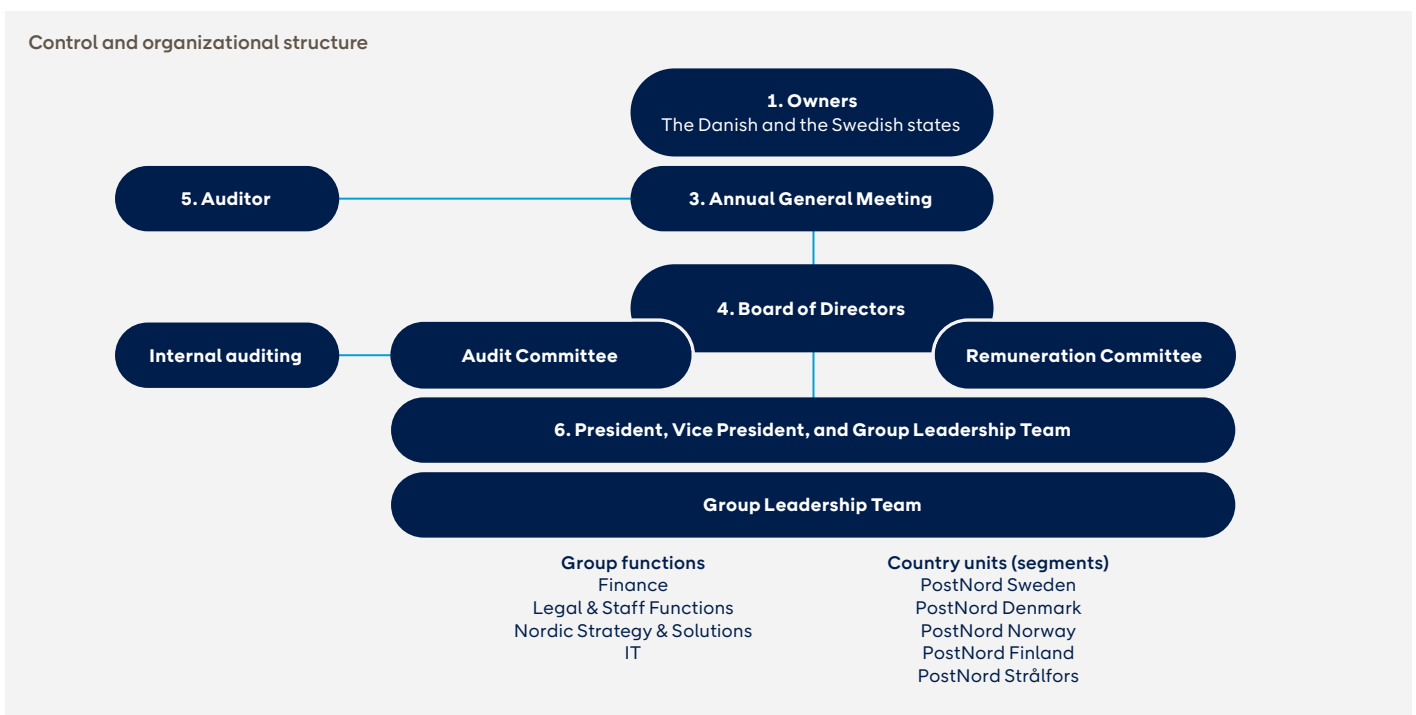 Control and organizational structure
1. Owners
The Danish and the Swedish states
5. Auditor
3. Annual General Meeting
4. Board of Directors
Internal auditing
Audit Committee
Remuneration Committee
6. President, Vice President, and Group Leadership Team
Group Leadership Team
Group functions
Finance
Legal & Staff Functions
Nordic Strategy & Solutions
IT
Country units (segments)
PostNord Sweden
PostNord Denmark
PostNord Norway
PostNord Finland
PostNord Strålfors